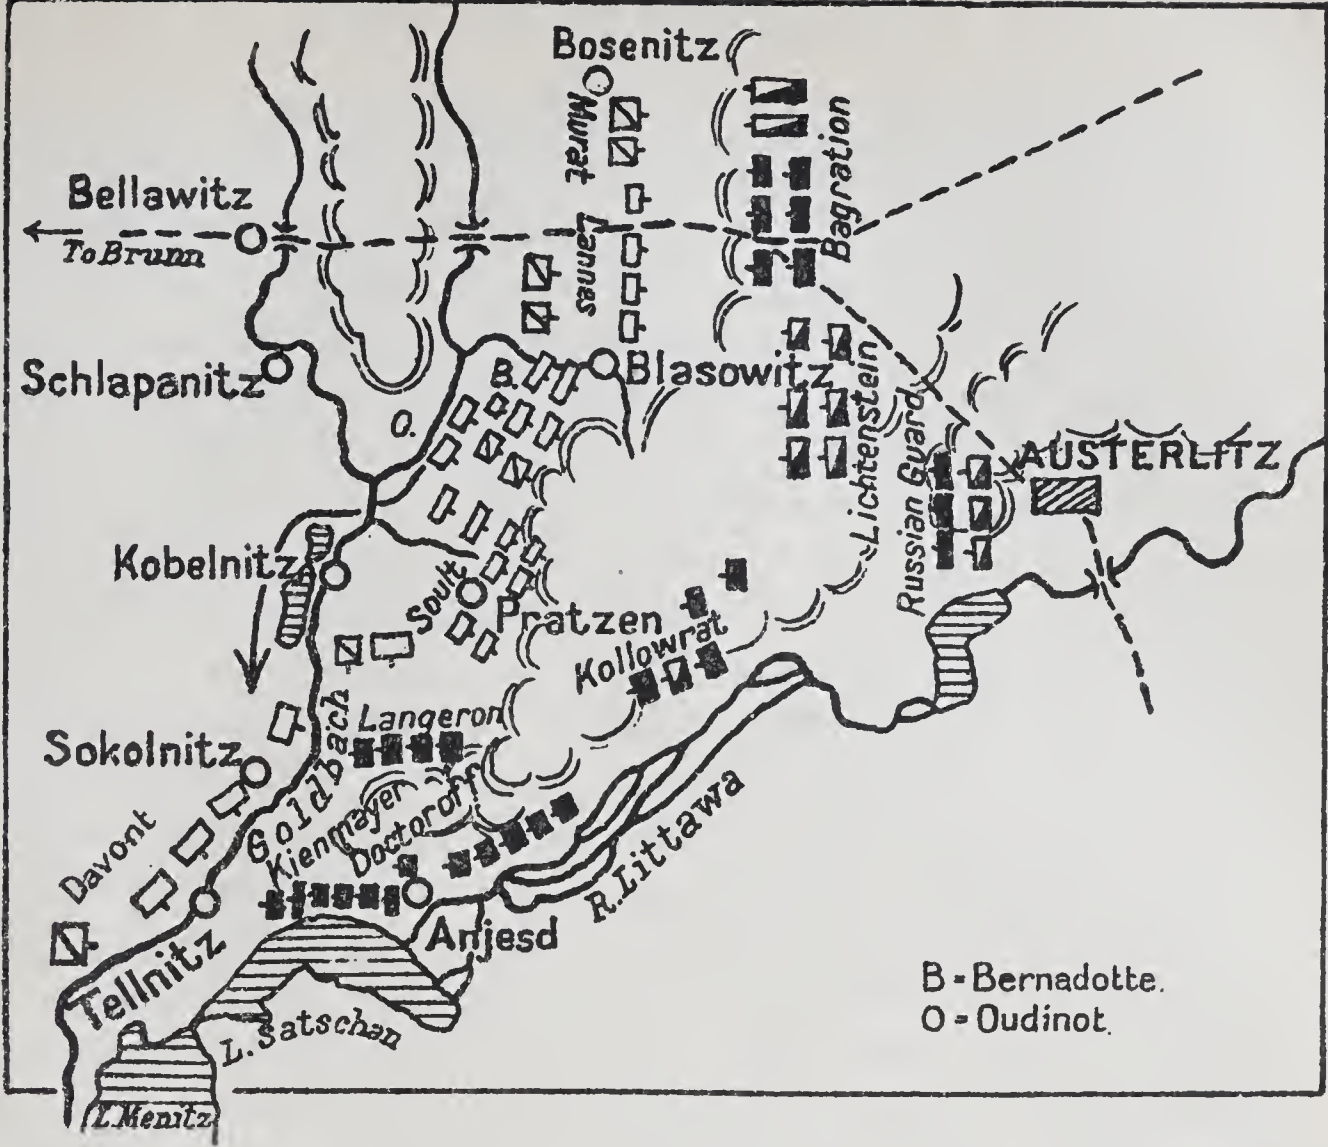 Bosenitz
Murat
Bagration
Bellawitz
To Brunn
Lannes
Schlapanitz
B.
Blasowitz
O.
Lichtenstein
Russian Guard
AUSTERLITZ
Kobelnitz
Soult
Pratzen
Kollowrat
Langeron
Sokolnitz
Goldbach
Kienmayer
Doctoroff
Davont
R. Littawa
Tellnitz
Anjesd
L. Satschan
L. Menitz
B = Bernadotte.
O = Oudinot.